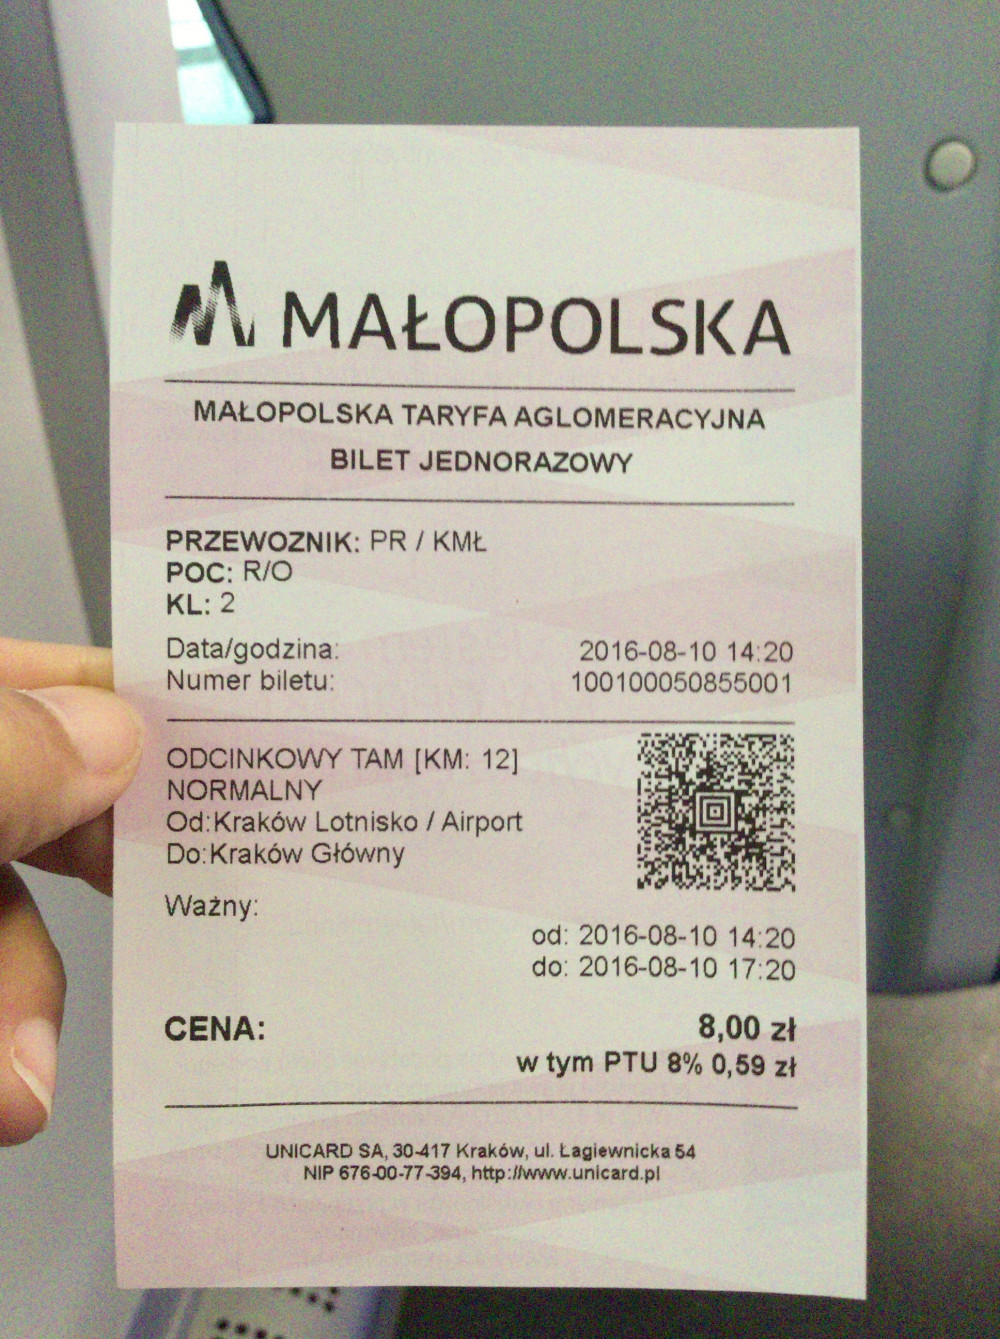 MAŁOPOLSKA
MAŁOPOLSKA TARYFA AGLOMERACYJNA
BILET JEDNORAZOWY
PRZEWOZNIK: PR / KMŁ
POC: R/O
KL: 2
Data/godzina: 2016-08-10 14:20
Numer biletu: 100100050855001
ODCINKOWY TAM [KM: 12]
NORMALNY
Od:Kraków Lotnisko / Airport
Do:Kraków Główny
Ważny:
od: 2016-08-10 14:20
do: 2016-08-10 17:20
CENA: 8,00 zł
w tym PTU 8% 0,59 zł
UNICARD SA, 30-417 Kraków, ul. Łagiewnicka 54
NIP 676-00-77-394, http://www.unicard.pl